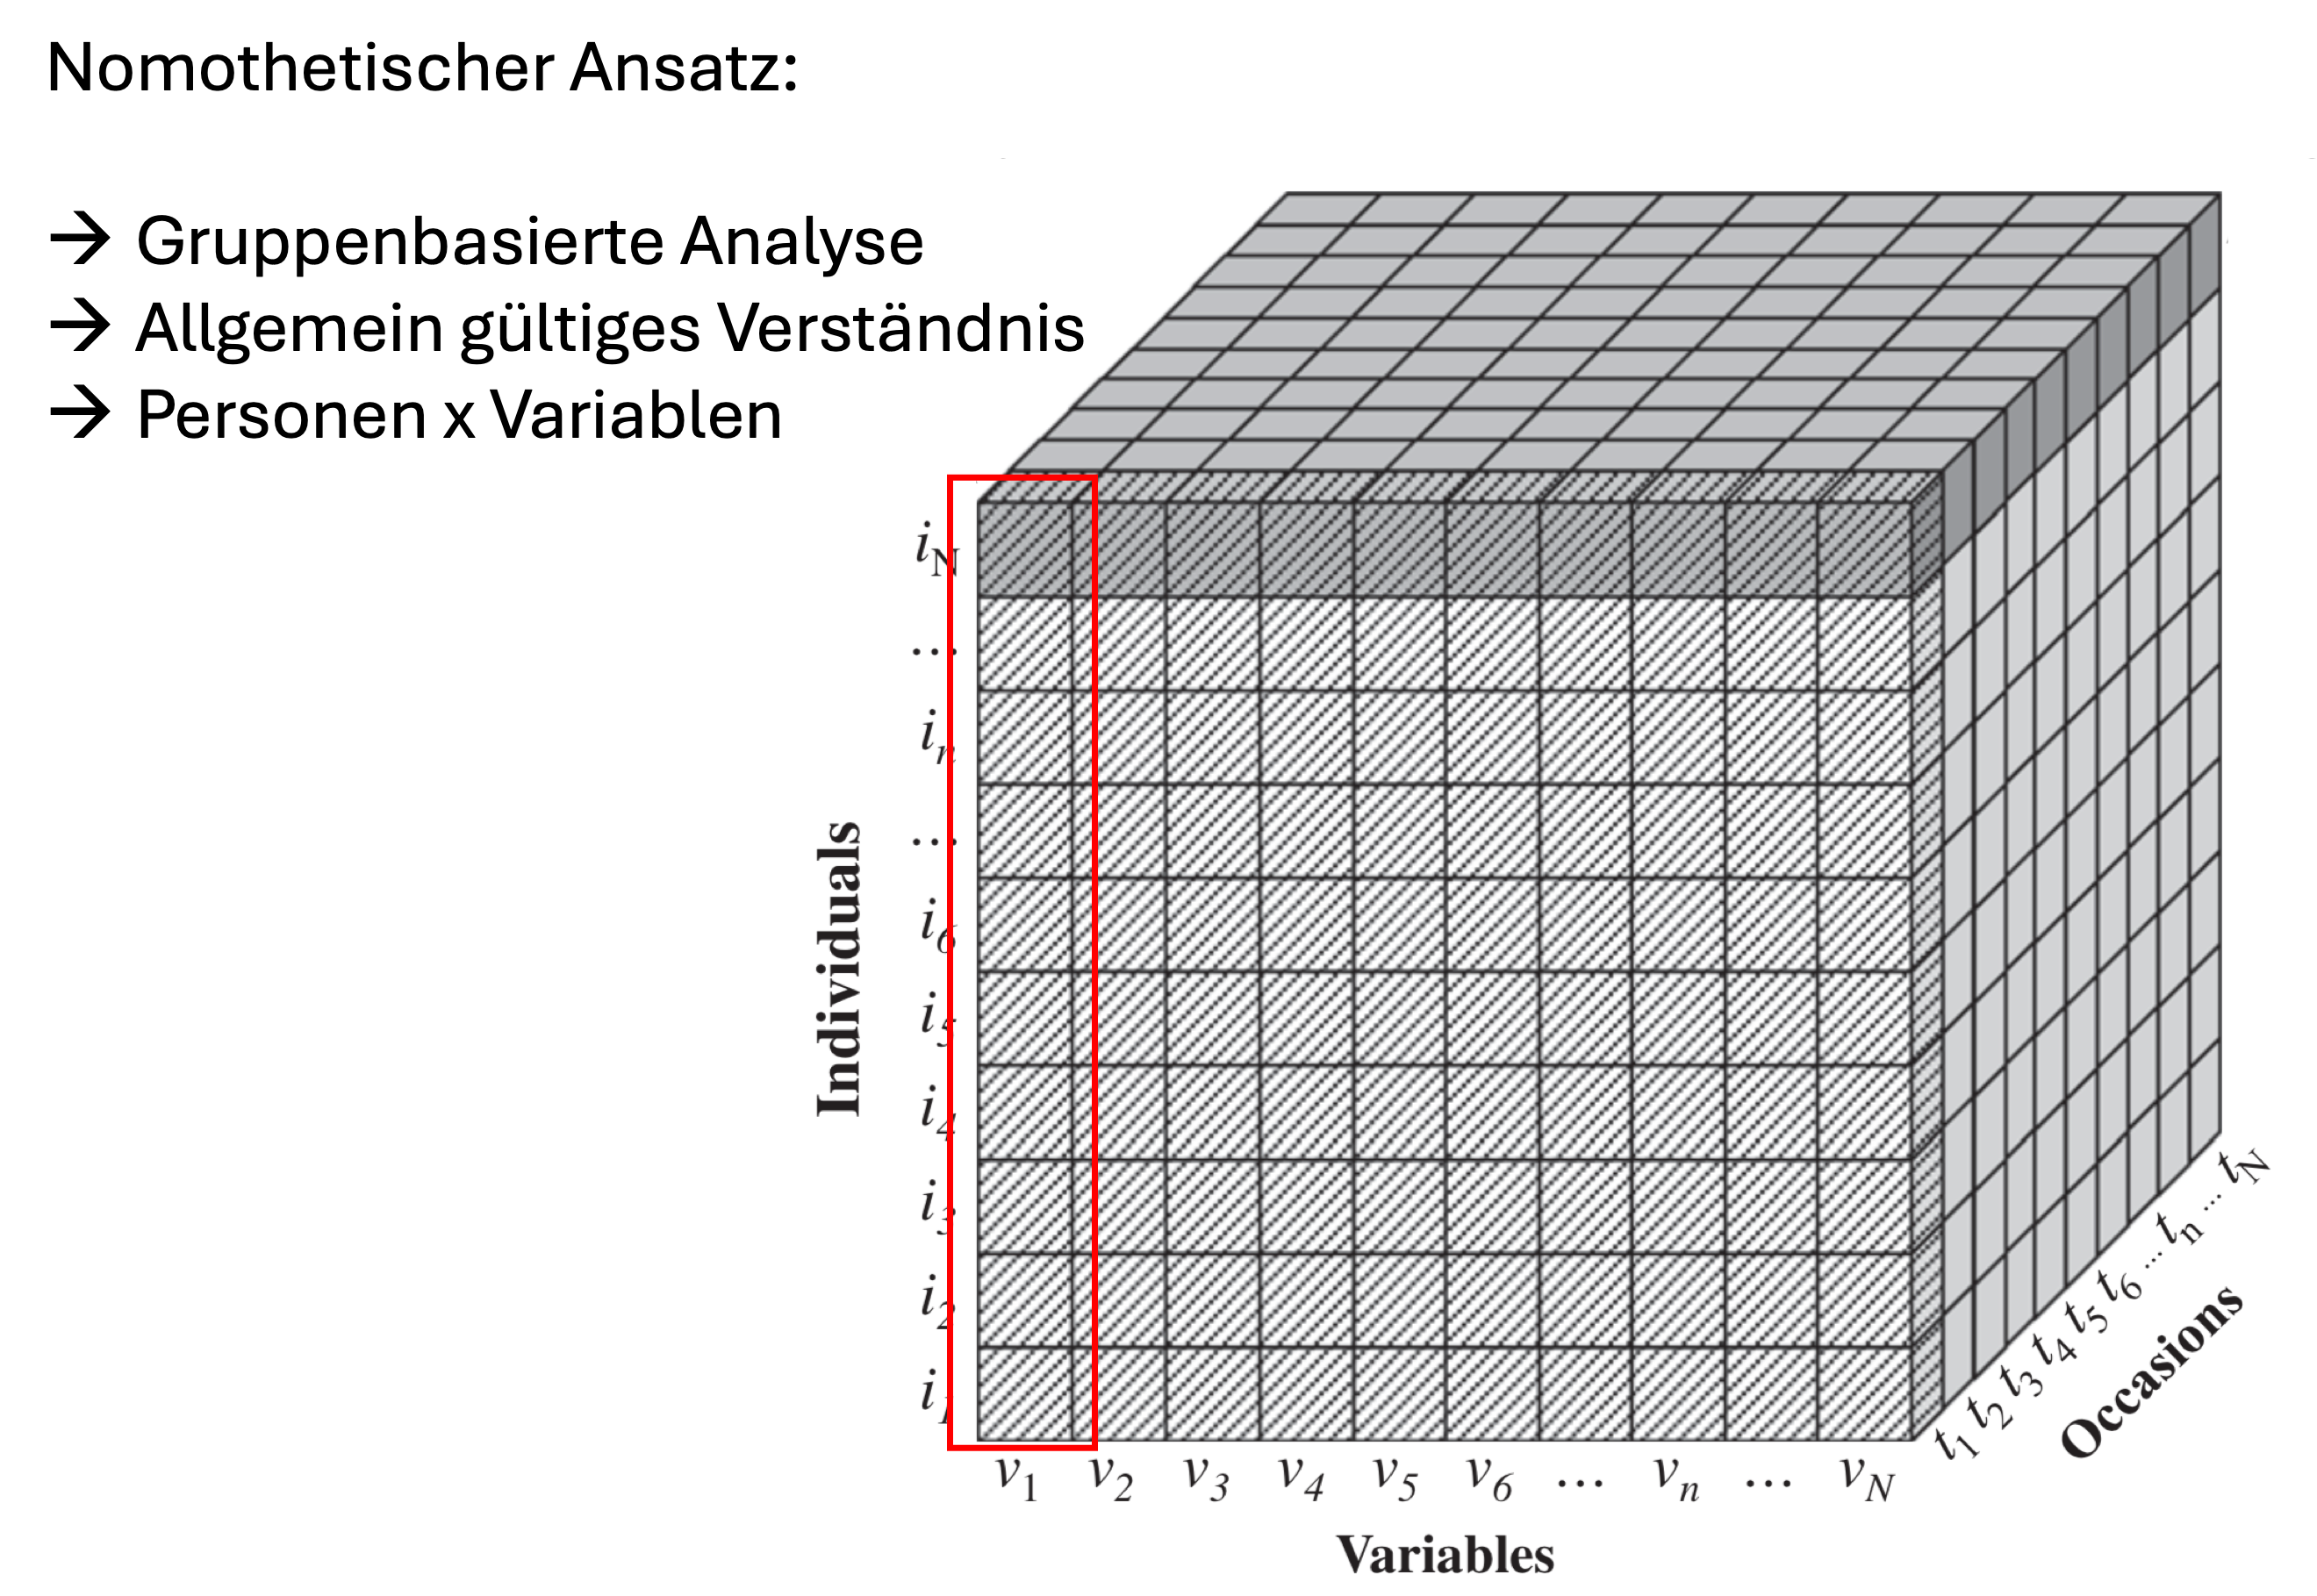 Nomothetischer Ansatz:
→ Gruppenbasierte Analyse
→ Allgemein gültiges Verständnis
→ Personen x Variablen
Individuals
i_N
...
i_n
...
i_6
i_5
i_4
i_3
i_2
i_1
v_1 v_2 v_3 v_4 v_5 v_6 ... v_n ... v_N
Variables
t_1 t_2 t_3 t_4 t_5 t_6 ... t_n ... t_N
Occasions